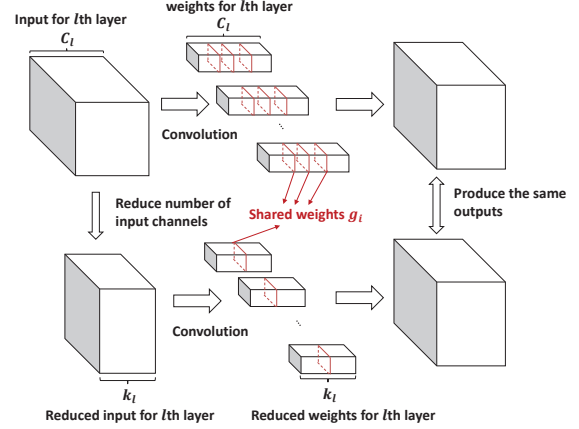 Input for lth layer
C_l
weights for lth layer
C_l
Convolution
...
Shared weights g_i
Reduce number of
input channels
Produce the same
outputs
Convolution
...
k_l
Reduced input for lth layer
k_l
Reduced weights for lth layer